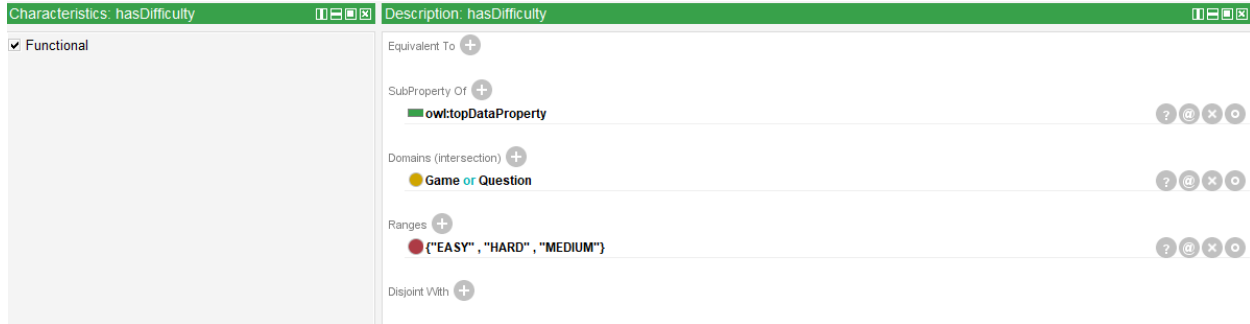 Characteristics: hasDifficulty
Functional
Description: hasDifficulty
Equivalent To
SubProperty Of
owl:topDataProperty
Domains (intersection)
Game or Question
Ranges
{"EASY" , "HARD" , "MEDIUM"}
Disjoint With